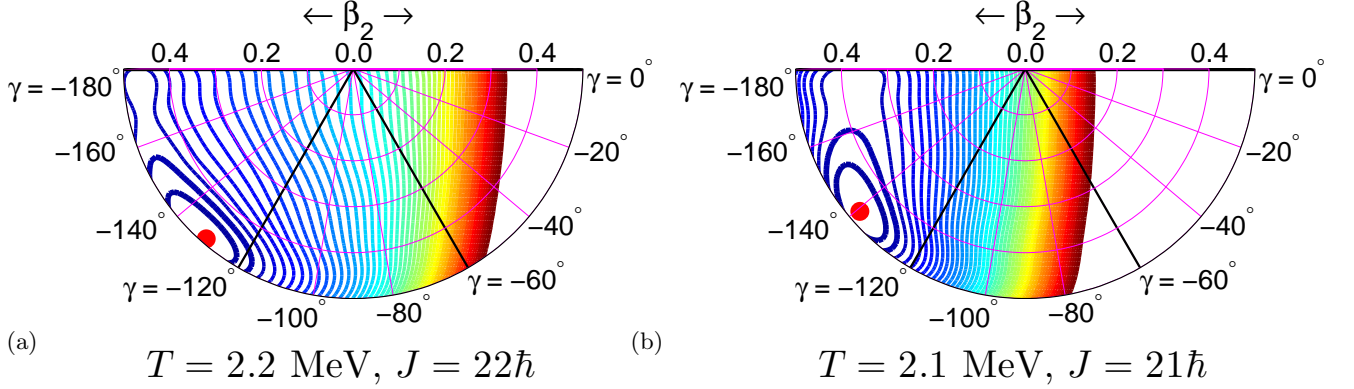 ← β2 →
0.4 0.2 0.0 0.2 0.4
γ = −180° γ = 0°
−160° −20°
−140° −40°
γ = −120° γ = −60°
−100° −80°
(a) T = 2.2 MeV, J = 22ℏ
← β2 →
0.4 0.2 0.0 0.2 0.4
γ = −180° γ = 0°
−160° −20°
−140° −40°
γ = −120° γ = −60°
−100° −80°
(b) T = 2.1 MeV, J = 21ℏ